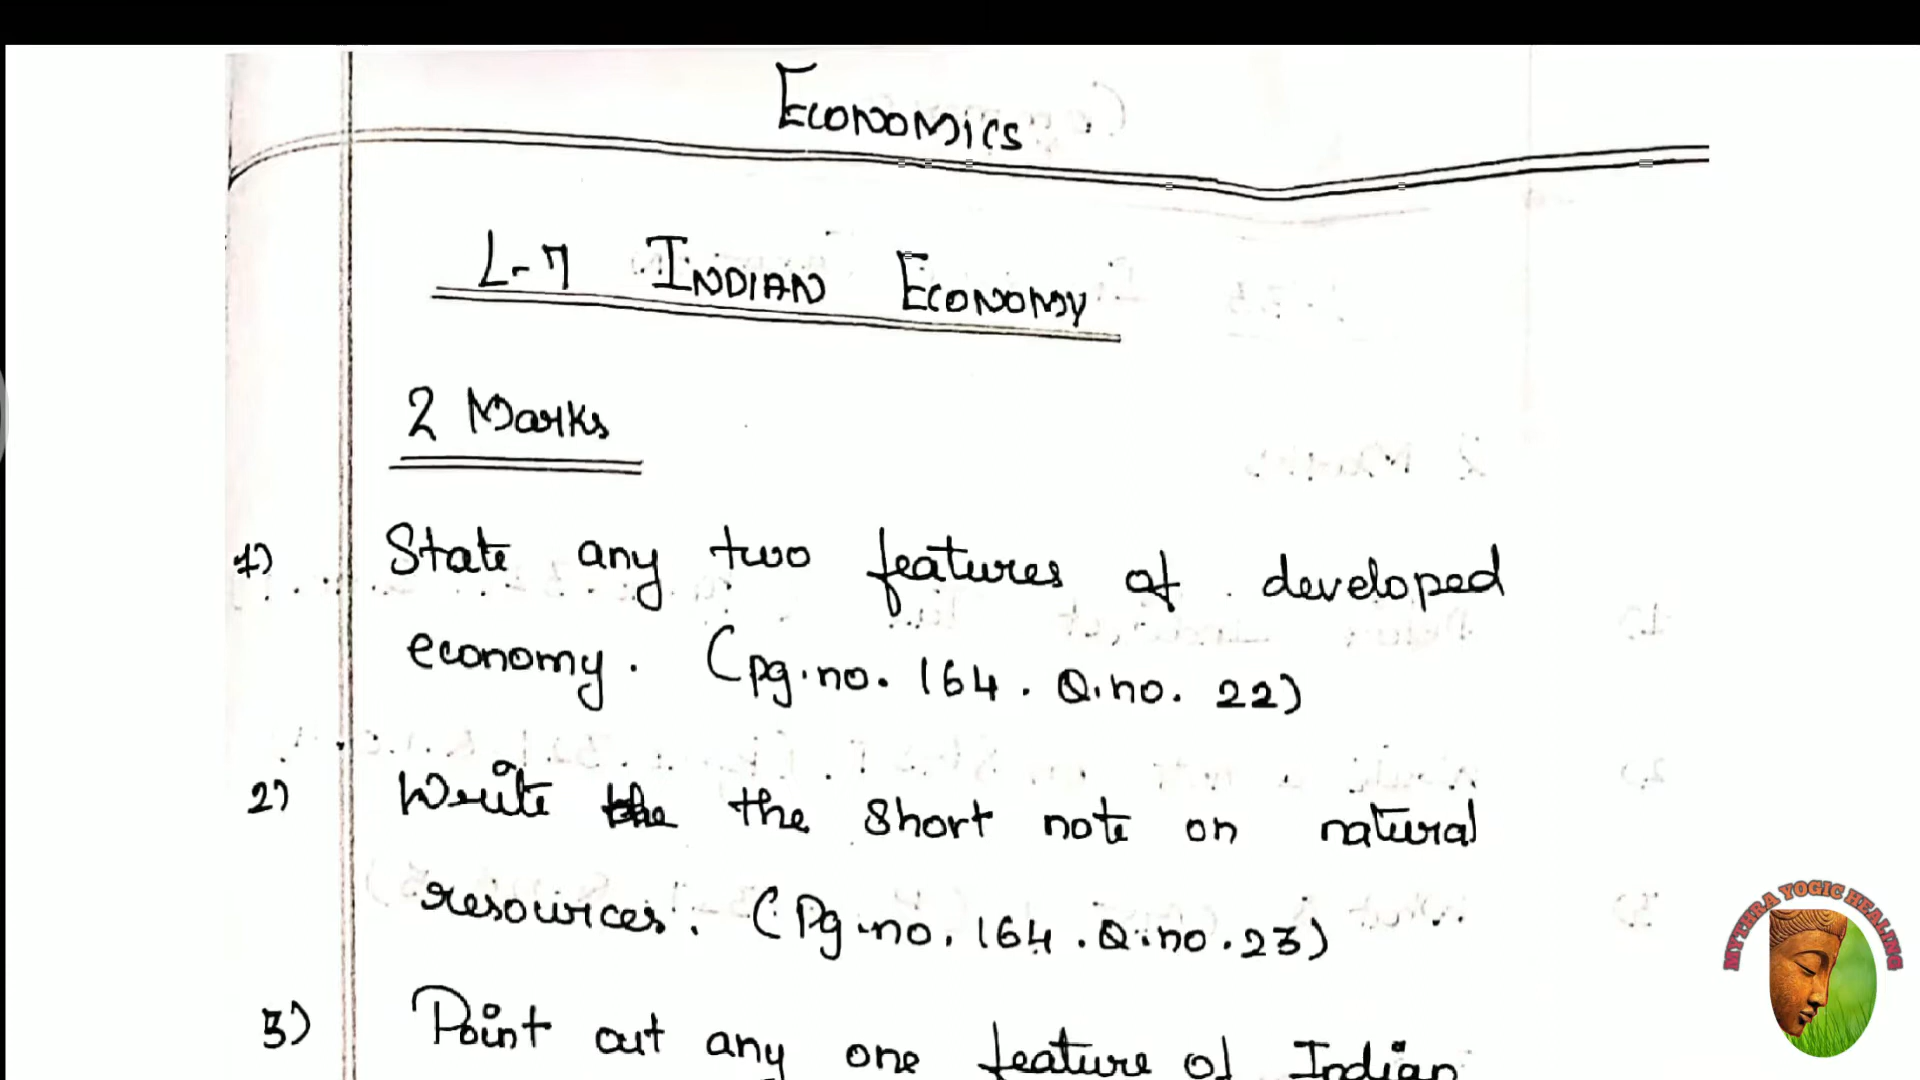 Economics
L-7 Indian Economy
2 Marks
1) State any two features of developed
economy. (pg.no. 164. Q.no. 22)
2) Write the the short note on natural
resources. (Pg.no. 164. Q.no. 23)
3) Point out any one feature of Indian
MYTHRA YOGIC HEALING